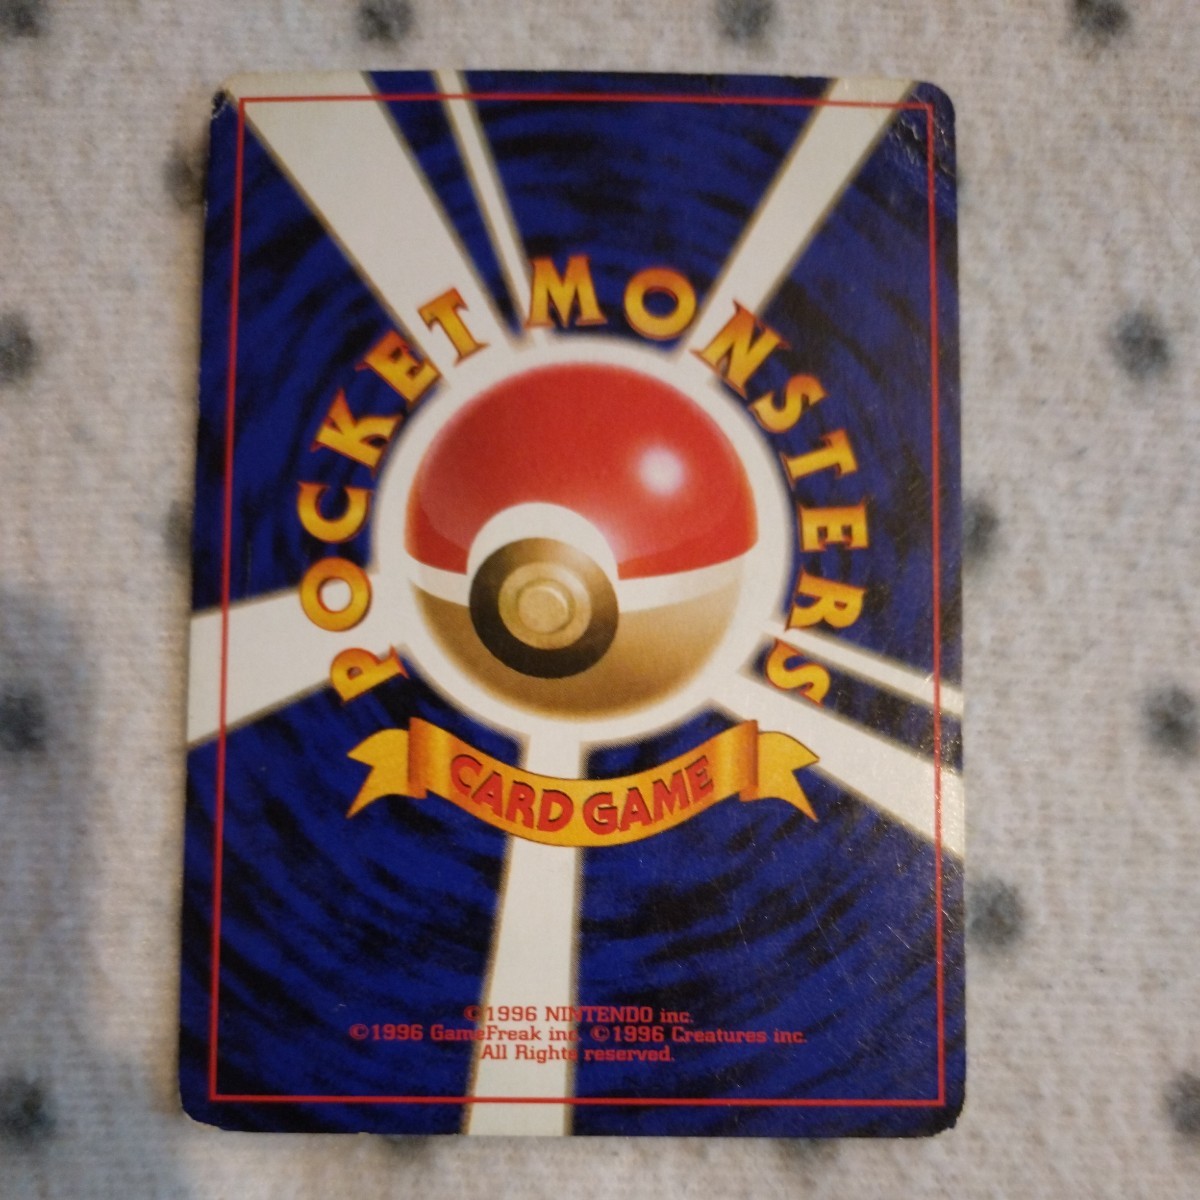 POCKET MONSTERS
CARD GAME
©1996 NINTENDO inc.
©1996 GameFreak inc. ©1996 Creatures inc.
All Rights reserved.